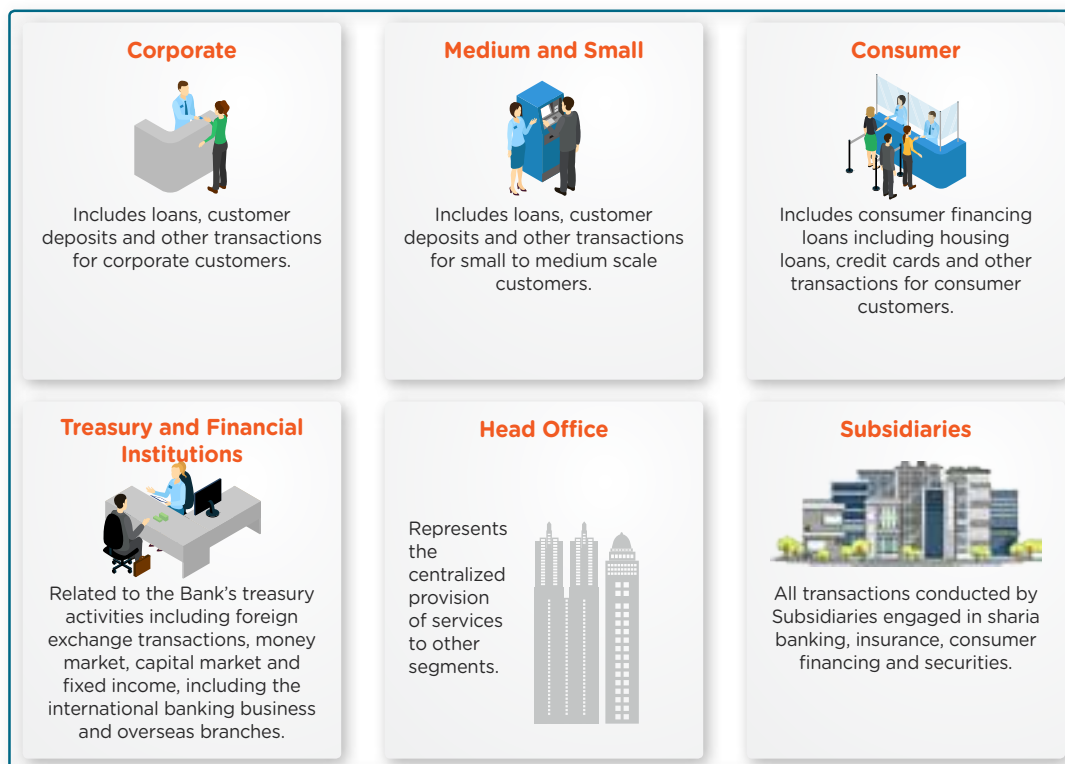 Corporate
Includes loans, customer
deposits and other transactions
for corporate customers.
Medium and Small
Includes loans, customer
deposits and other transactions
for small to medium scale
customers.
Consumer
Includes consumer financing
loans including housing
loans, credit cards and other
transactions for consumer
customers.
Treasury and Financial
Institutions
Related to the Bank’s treasury
activities including foreign
exchange transactions, money
market, capital market and
fixed income, including the
international banking business
and overseas branches.
Head Office
Represents
the
centralized
provision
of services
to other
segments.
Subsidiaries
All transactions conducted by
Subsidiaries engaged in sharia
banking, insurance, consumer
financing and securities.